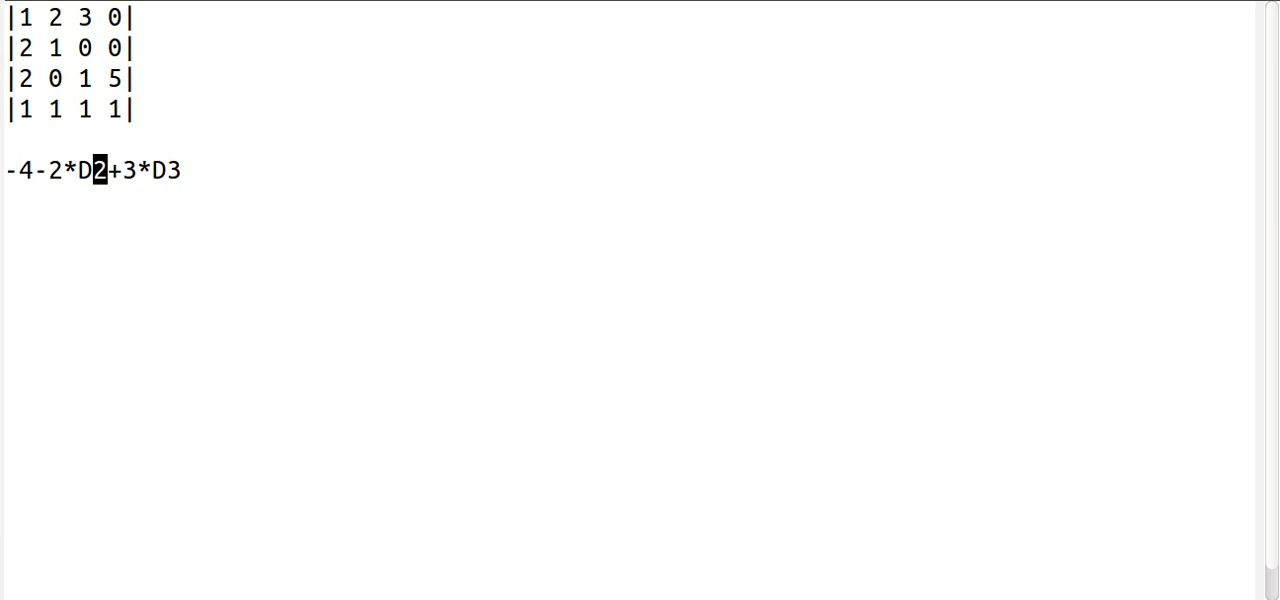 |1 2 3 0|
|2 1 0 0|
|2 0 1 5|
|1 1 1 1|
-4-2*D2+3*D3